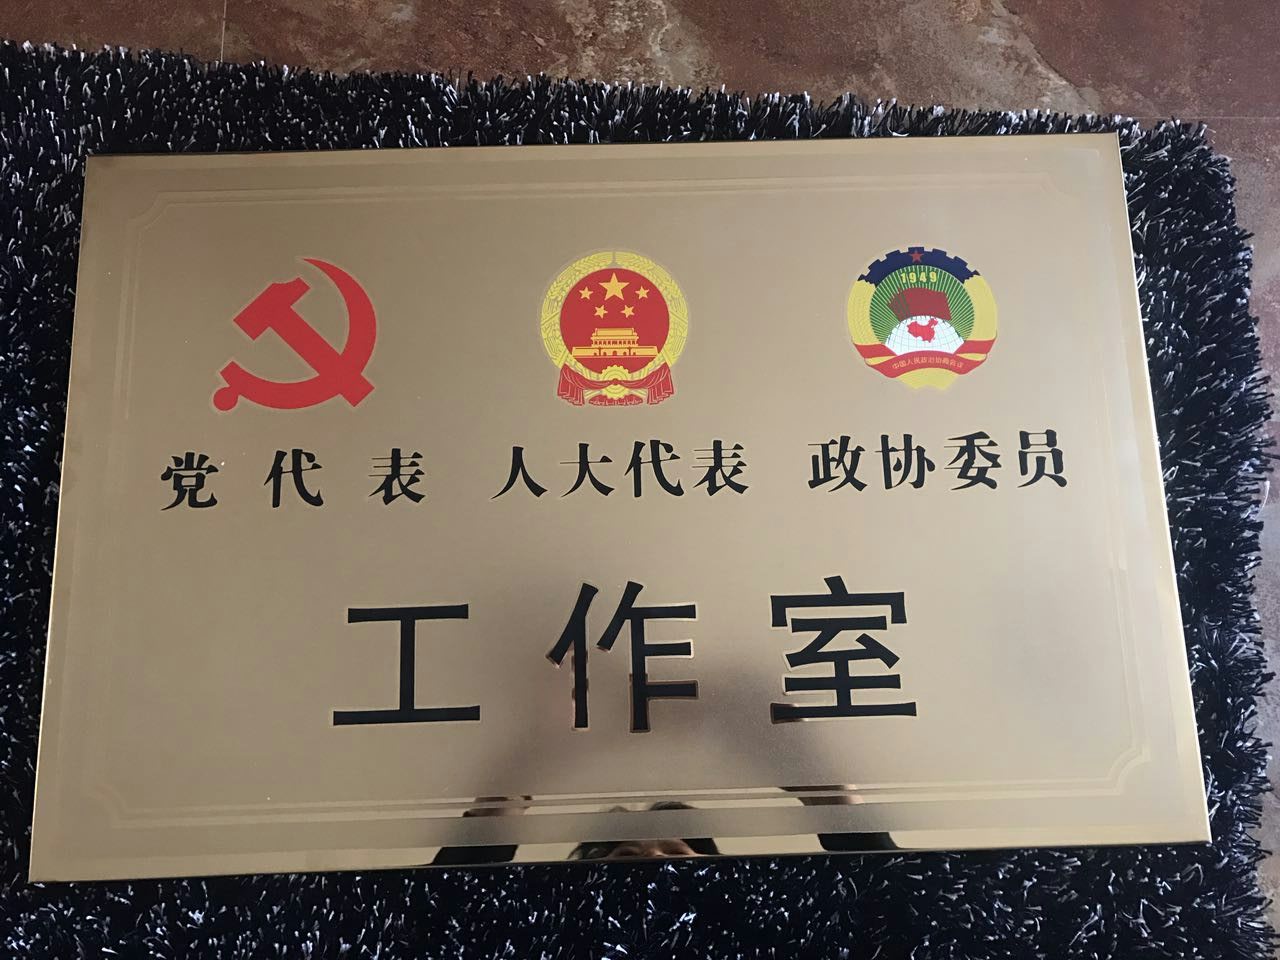 1949
中国人民政治协商会议
党代表 人大代表 政协委员
工作室